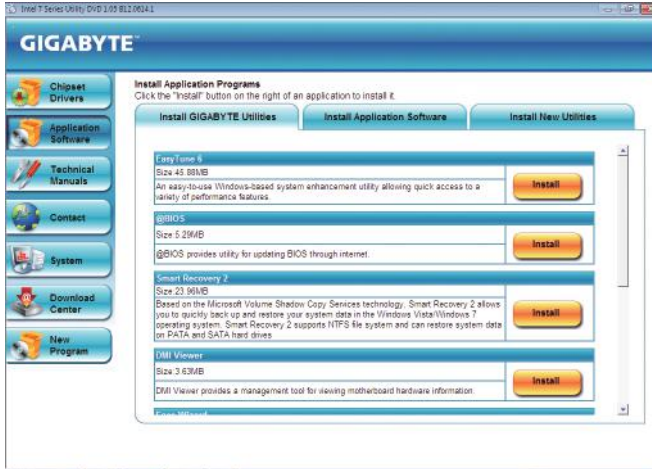 Intel 7 Series Utility DVD 1.05 B12.0614.1
GIGABYTE™
Chipset
Drivers
Application
Software
Technical
Manuals
Contact
System
Download
Center
New
Program
Install Application Programs
Click the "Install" button on the right of an application to install it.
Install GIGABYTE Utilities
Install Application Software
Install New Utilities
EasyTune 6
Size:45.88MB
An easy-to-use Windows-based system enhancement utility allowing quick access to a
variety of performance features.
Install
@BIOS
Size:5.29MB
@BIOS provides utility for updating BIOS through internet.
Install
Smart Recovery 2
Size:23.96MB
Based on the Microsoft Volume Shadow Copy Services technology, Smart Recovery 2 allows
you to quickly back up and restore your system data in the Windows Vista/Windows 7
operating system. Smart Recovery 2 supports NTFS file system and can restore system data
on PATA and SATA hard drives
Install
DMI Viewer
Size:3.63MB
DMI Viewer provides a management tool for viewing motherboard hardware information
Install